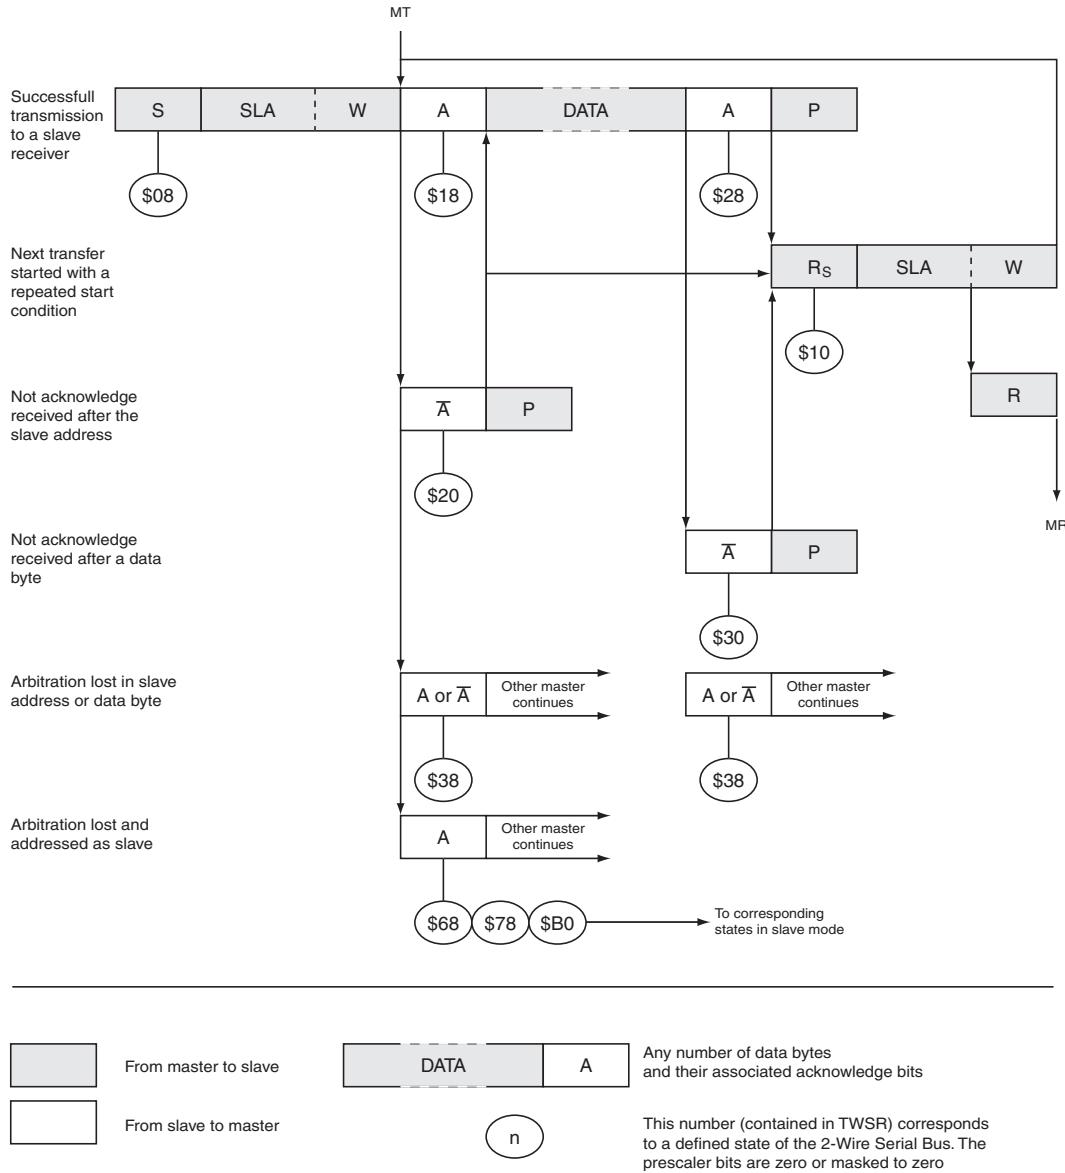 MT
Successfull
transmission
to a slave
receiver
S SLA W A DATA A P
$08 $18 $28
Next transfer
started with a
repeated start
condition
RS SLA W
$10
Not acknowledge
received after the
slave address
A̅ P
R
$20
MR
Not acknowledge
received after a data
byte
A̅ P
$30
Arbitration lost in slave
address or data byte
A or A̅ Other master
continues
A or A̅ Other master
continues
$38 $38
Arbitration lost and
addressed as slave
A Other master
continues
$68 $78 $B0
To corresponding
states in slave mode
From master to slave
DATA A
Any number of data bytes
and their associated acknowledge bits
From slave to master
n
This number (contained in TWSR) corresponds
to a defined state of the 2-Wire Serial Bus. The
prescaler bits are zero or masked to zero